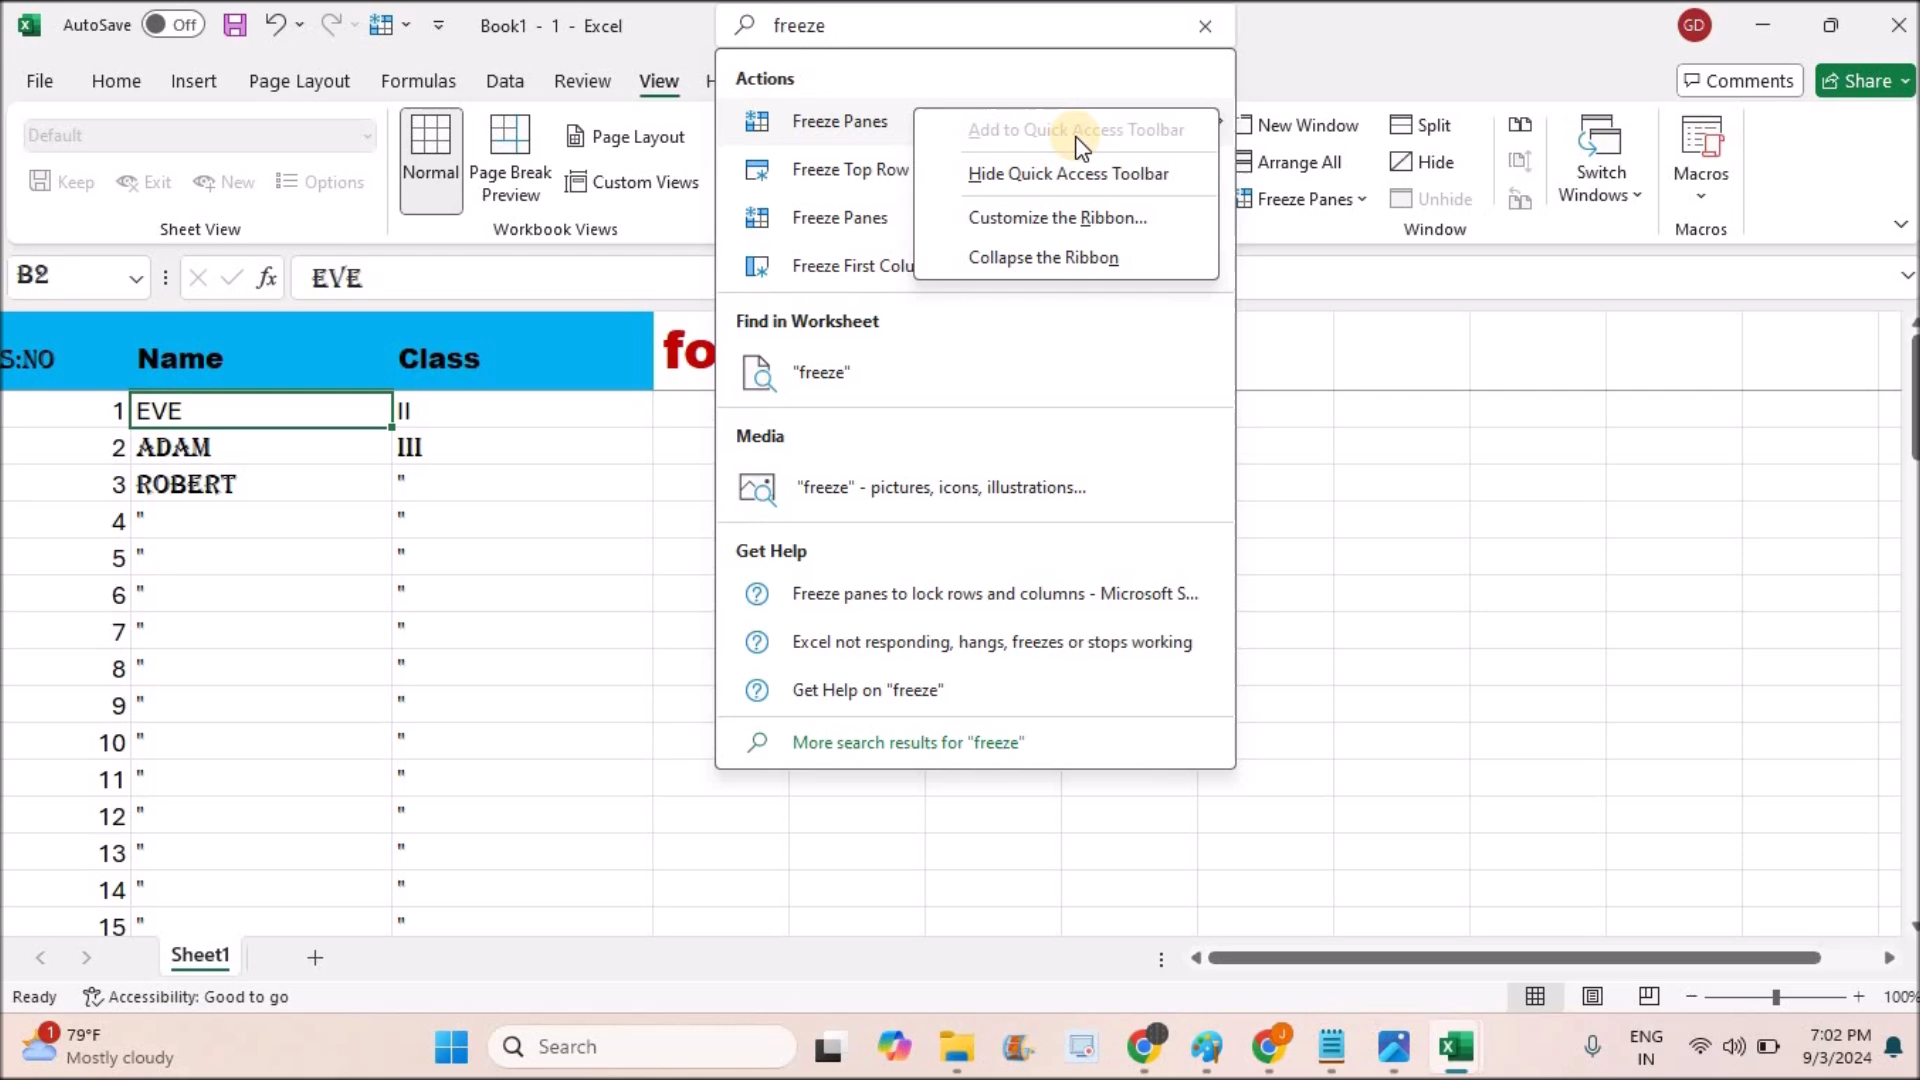 AutoSave Off Book1 - 1 - Excel freeze GD
File Home Insert Page Layout Formulas Data Review View Comments Share
Actions
Default
Keep Exit New Options
Sheet View
Normal
Page Break
Preview
Page Layout
Custom Views
Workbook Views
Freeze Panes
Freeze Top Row
Freeze Panes
Freeze First Colu
Add to Quick Access Toolbar
Hide Quick Access Toolbar
Customize the Ribbon...
Collapse the Ribbon
New Window
Arrange All
Freeze Panes
Split
Hide
Unhide
Switch
Windows
Window
Macros
Macros
B2 fx EVE
Find in Worksheet
"freeze"
Media
"freeze" - pictures, icons, illustrations...
Get Help
Freeze panes to lock rows and columns - Microsoft S...
Excel not responding, hangs, freezes or stops working
Get Help on "freeze"
More search results for "freeze"
S:NO Name Class fo
1 EVE II
2 ADAM III
3 ROBERT "
4 " "
5 " "
6 " "
7 " "
8 " "
9 " "
10 " "
11 " "
12 " "
13 " "
14 " "
15 " "
Sheet1
Ready Accessibility: Good to go 100%
1 79°F
Mostly cloudy
Search
ENG
IN
7:02 PM
9/3/2024